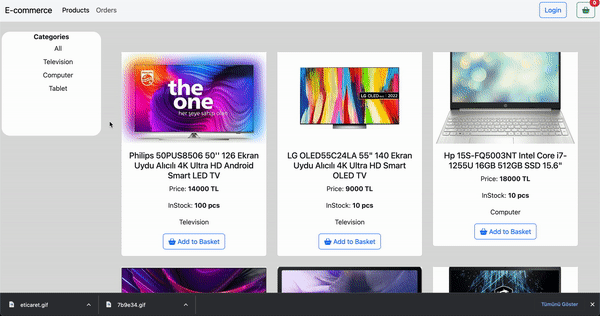 E-commerce Products Orders Login 0
Categories
All
Television
Computer
Tablet
PHILIPS
the
one
her şeye sahip olan
Philips 50PUS8506 50'' 126 Ekran
Uydu Alıcılı 4K Ultra HD Android
Smart LED TV
Price: 14000 TL
InStock: 100 pcs
Television
Add to Basket
LG OLED evo 2022
LG OLED55C24LA 55" 140 Ekran
Uydu Alıcılı 4K Ultra HD Smart
OLED TV
Price: 9000 TL
InStock: 10 pcs
Television
Add to Basket
Hp 15S-FQ5003NT Intel Core i7-
1255U 16GB 512GB SSD 15.6"
Price: 18000 TL
InStock: 10 pcs
Computer
Add to Basket
eticaret.gif 7b9e34.gif Tümünü Göster